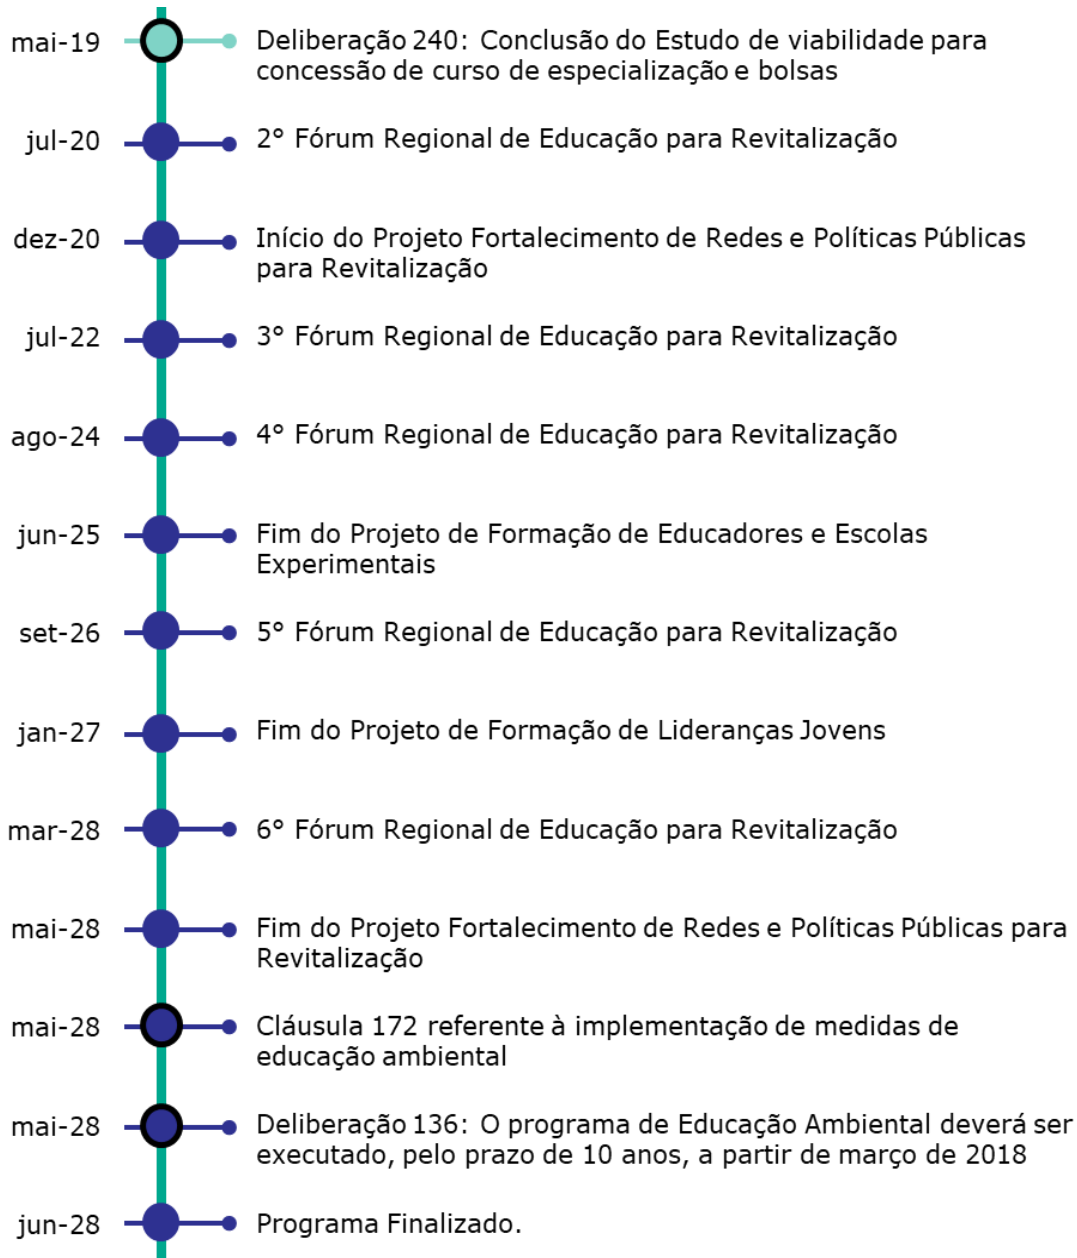 mai-19 Deliberação 240: Conclusão do Estudo de viabilidade para
concessão de curso de especialização e bolsas
jul-20 2° Fórum Regional de Educação para Revitalização
dez-20 Início do Projeto Fortalecimento de Redes e Políticas Públicas
para Revitalização
jul-22 3° Fórum Regional de Educação para Revitalização
ago-24 4° Fórum Regional de Educação para Revitalização
jun-25 Fim do Projeto de Formação de Educadores e Escolas
Experimentais
set-26 5° Fórum Regional de Educação para Revitalização
jan-27 Fim do Projeto de Formação de Lideranças Jovens
mar-28 6° Fórum Regional de Educação para Revitalização
mai-28 Fim do Projeto Fortalecimento de Redes e Políticas Públicas para
Revitalização
mai-28 Cláusula 172 referente à implementação de medidas de
educação ambiental
mai-28 Deliberação 136: O programa de Educação Ambiental deverá ser
executado, pelo prazo de 10 anos, a partir de março de 2018
jun-28 Programa Finalizado.